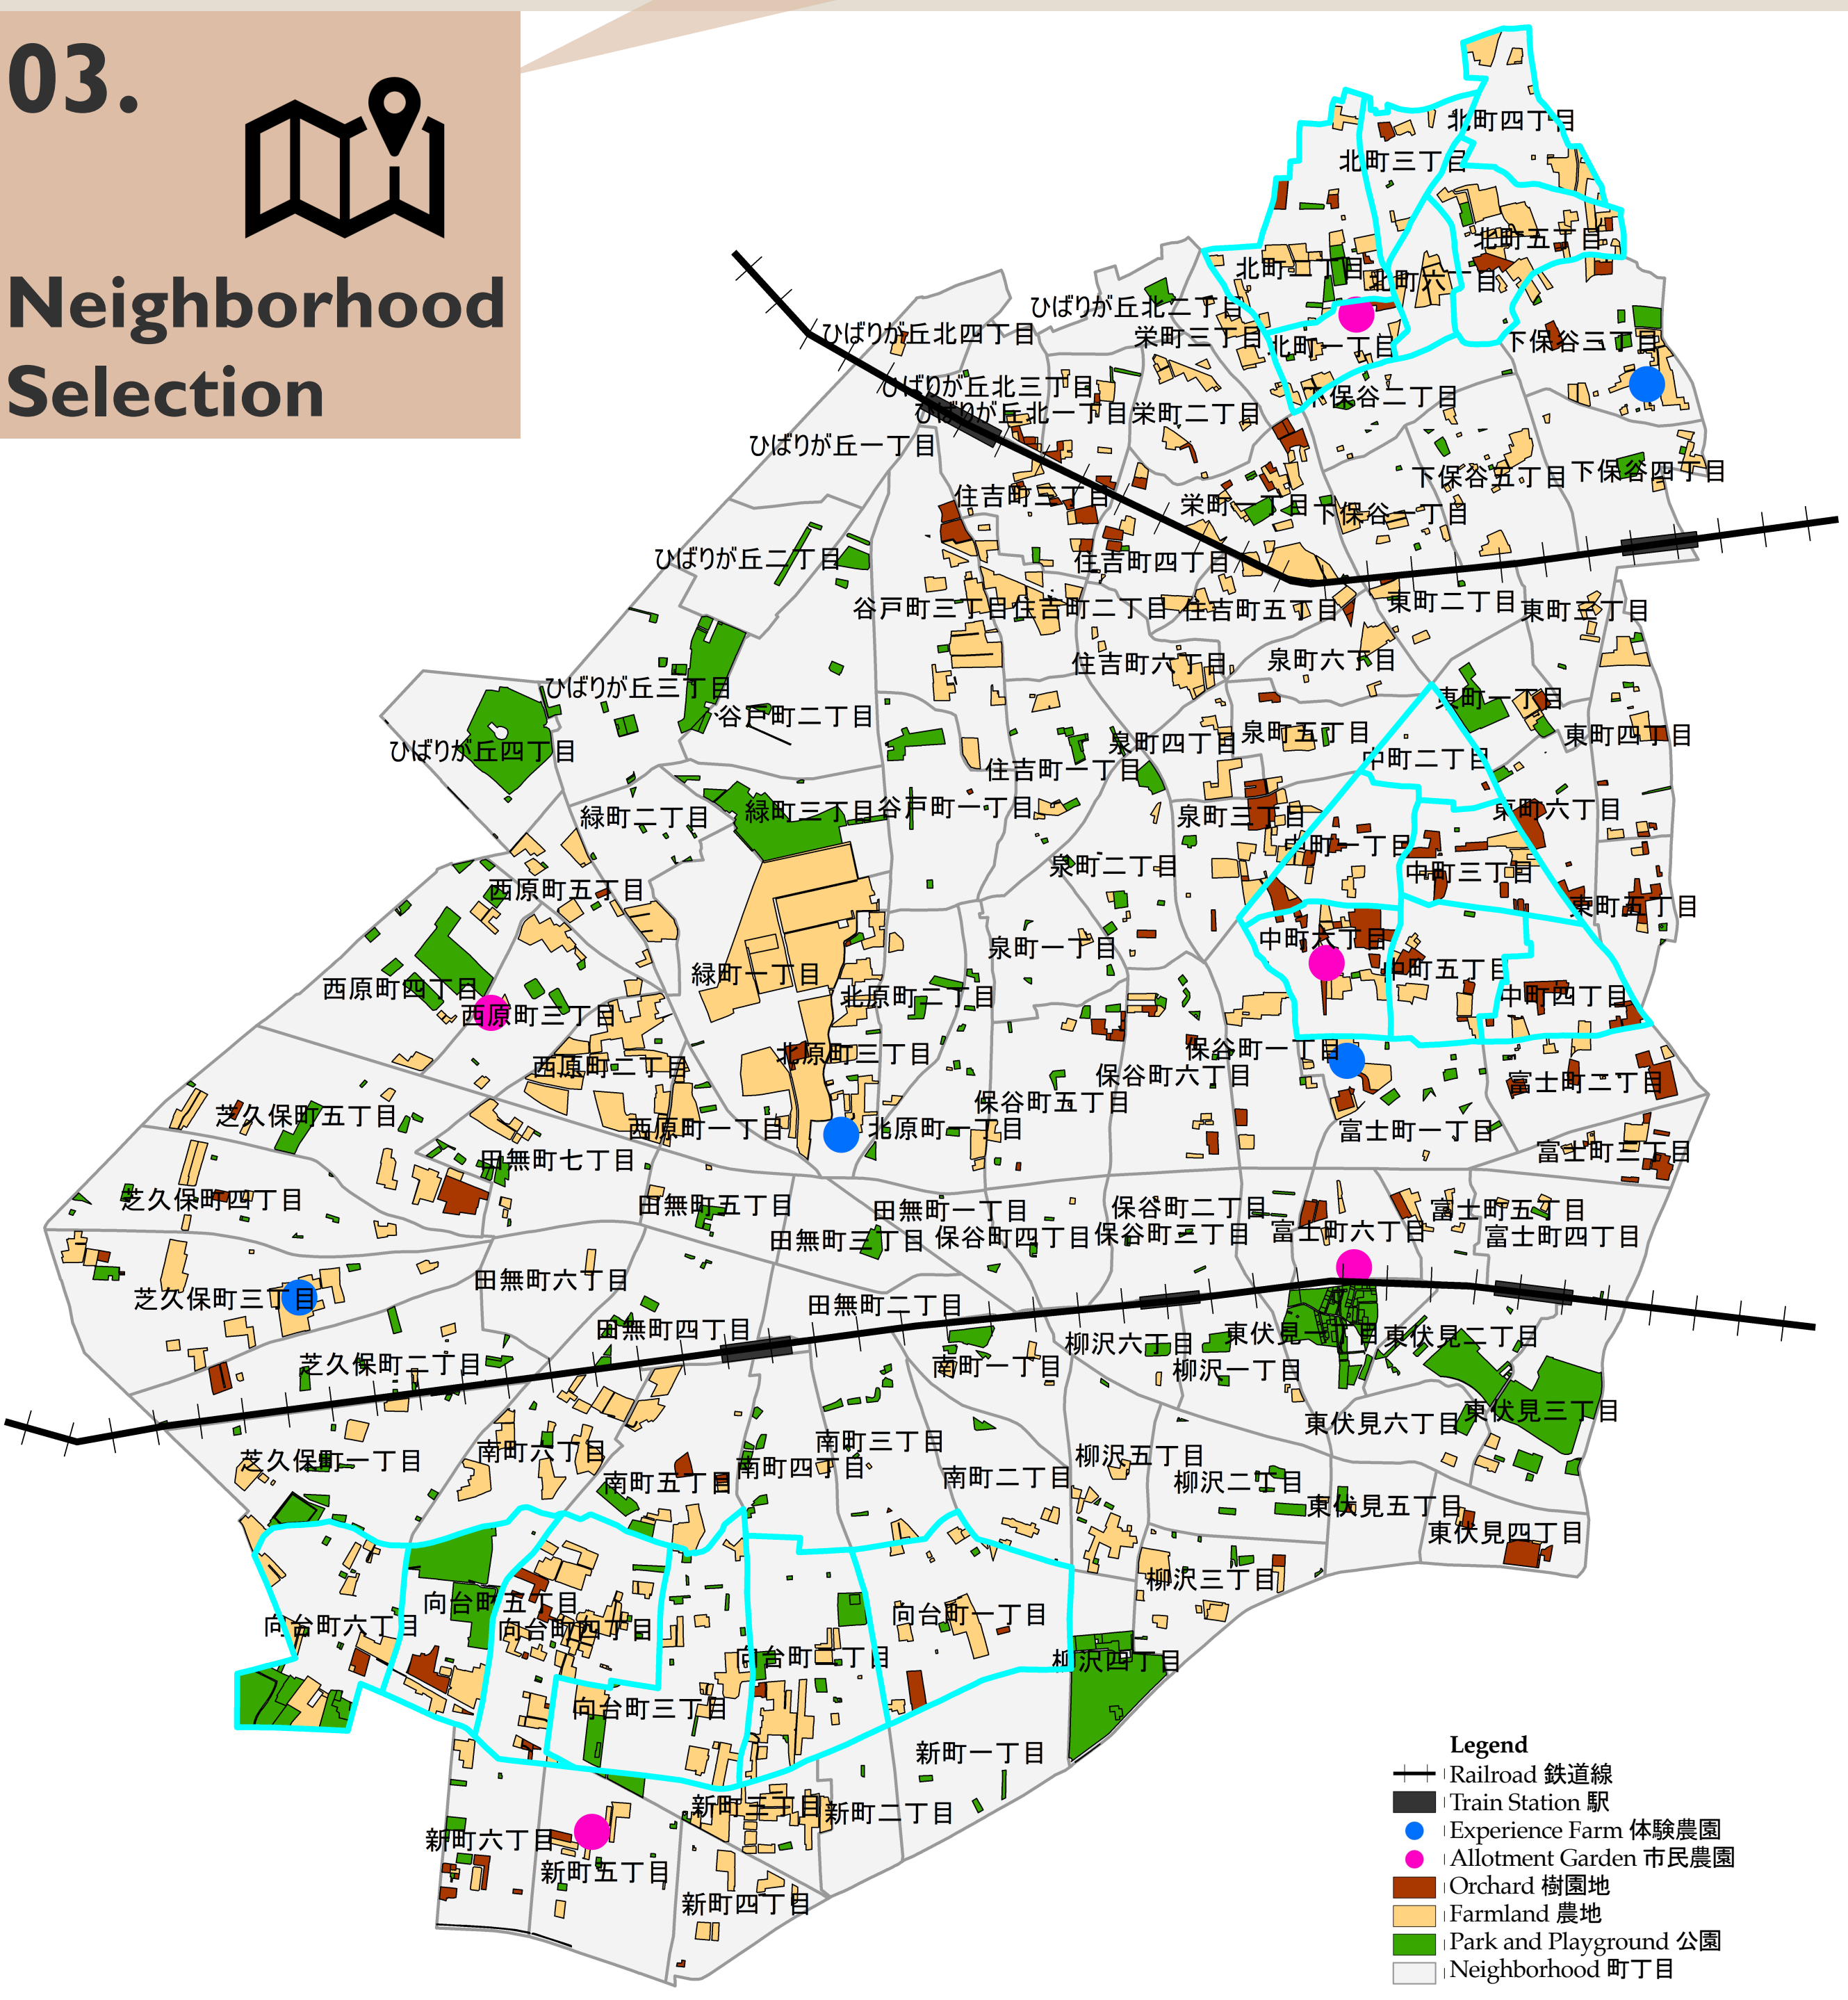 03.
Neighborhood
Selection
北町四丁目
北町三丁目
北町五丁目
北町二丁目
北町六丁目
ひばりが丘北二丁目
ひばりが丘北四丁目
栄町三丁目
北町一丁目
下保谷三丁目
ひばりが丘北三丁目
下保谷二丁目
ひばりが丘北一丁目
栄町二丁目
ひばりが丘一丁目
下保谷五丁目
下保谷四丁目
住吉町三丁目
栄町一丁目
下保谷一丁目
ひばりが丘二丁目
住吉町四丁目
谷戸町三丁目
住吉町二丁目
住吉町五丁目
東町二丁目
東町三丁目
住吉町六丁目
泉町六丁目
ひばりが丘三丁目
東町一丁目
谷戸町二丁目
泉町五丁目
東町四丁目
ひばりが丘四丁目
泉町四丁目
中町二丁目
住吉町一丁目
緑町二丁目
緑町三丁目
谷戸町一丁目
泉町三丁目
東町六丁目
中町一丁目
泉町二丁目
中町三丁目
西原町五丁目
東町五丁目
泉町一丁目
中町六丁目
緑町一丁目
中町五丁目
西原町四丁目
北原町二丁目
中町四丁目
西原町三丁目
保谷町一丁目
北原町三丁目
西原町二丁目
保谷町六丁目
富士町二丁目
保谷町五丁目
芝久保町五丁目
西原町一丁目
北原町一丁目
富士町一丁目
田無町七丁目
富士町三丁目
芝久保町四丁目
田無町五丁目
田無町一丁目
保谷町二丁目
富士町五丁目
田無町三丁目
保谷町四丁目
保谷町三丁目
富士町六丁目
富士町四丁目
田無町六丁目
芝久保町三丁目
田無町二丁目
田無町四丁目
柳沢六丁目
東伏見一丁目
東伏見二丁目
芝久保町二丁目
南町一丁目
柳沢一丁目
東伏見六丁目
東伏見三丁目
南町三丁目
芝久保町一丁目
南町六丁目
柳沢五丁目
南町五丁目
南町四丁目
南町二丁目
柳沢二丁目
東伏見五丁目
東伏見四丁目
柳沢三丁目
向台町五丁目
向台町一丁目
向台町六丁目
向台町四丁目
向台町二丁目
柳沢四丁目
向台町三丁目
新町一丁目
新町三丁目
新町二丁目
新町六丁目
新町五丁目
新町四丁目
Legend
Railroad 鉄道線
Train Station 駅
Experience Farm 体験農園
Allotment Garden 市民農園
Orchard 樹園地
Farmland 農地
Park and Playground 公園
Neighborhood 町丁目